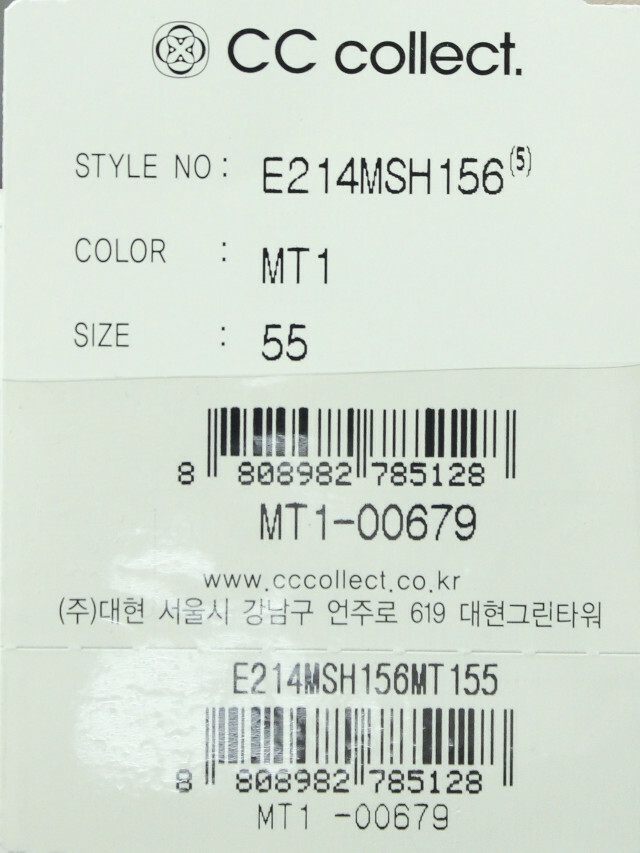 CC collect.
STYLE NO : E214MSH156(5)
COLOR : MT1
SIZE : 55
8 808982 785128
MT1-00679
www.cccollect.co.kr
(주)대현 서울시 강남구 언주로 619 대현그린타워
E214MSH156MT155
8 808982 785128
MT1 -00679